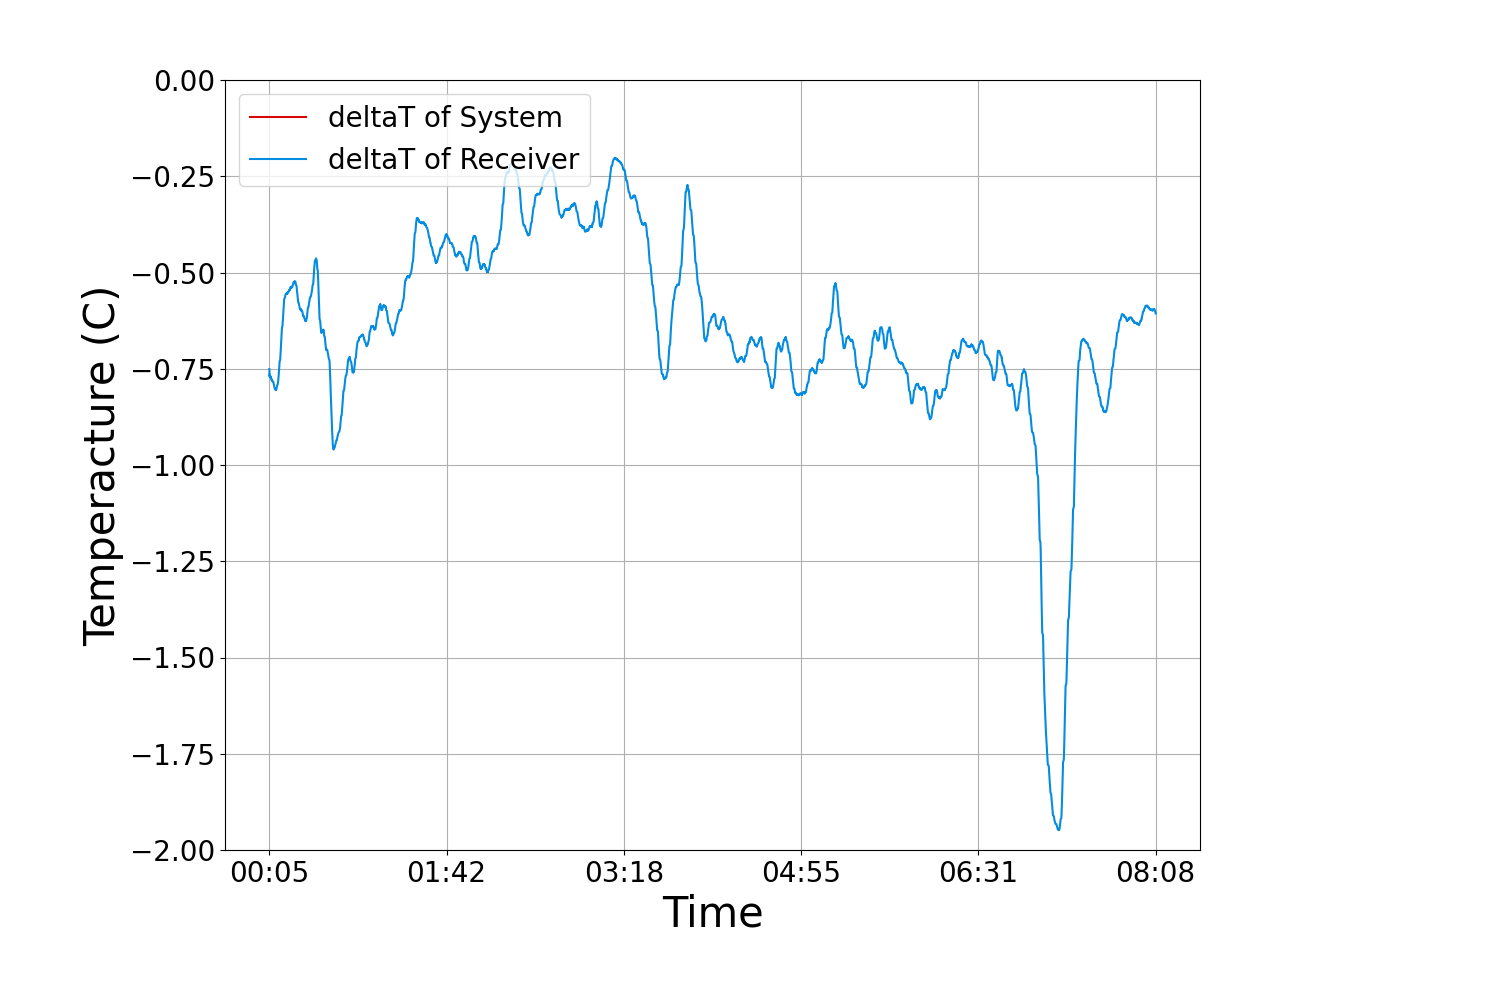 deltaT of System
deltaT of Receiver
Temperacture (C)
0.00
−0.25
−0.50
−0.75
−1.00
−1.25
−1.50
−1.75
−2.00
00:05 01:42 03:18 04:55 06:31 08:08
Time